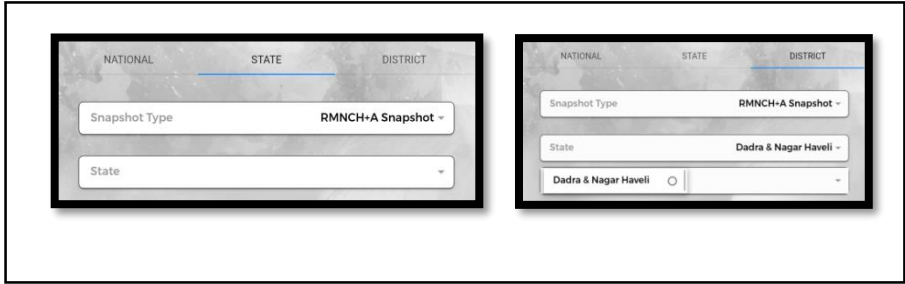 NATIONAL STATE DISTRICT
Snapshot Type RMNCH+A Snapshot
State
NATIONAL STATE DISTRICT
Snapshot Type RMNCH+A Snapshot
State Dadra & Nagar Haveli
Dadra & Nagar Haveli